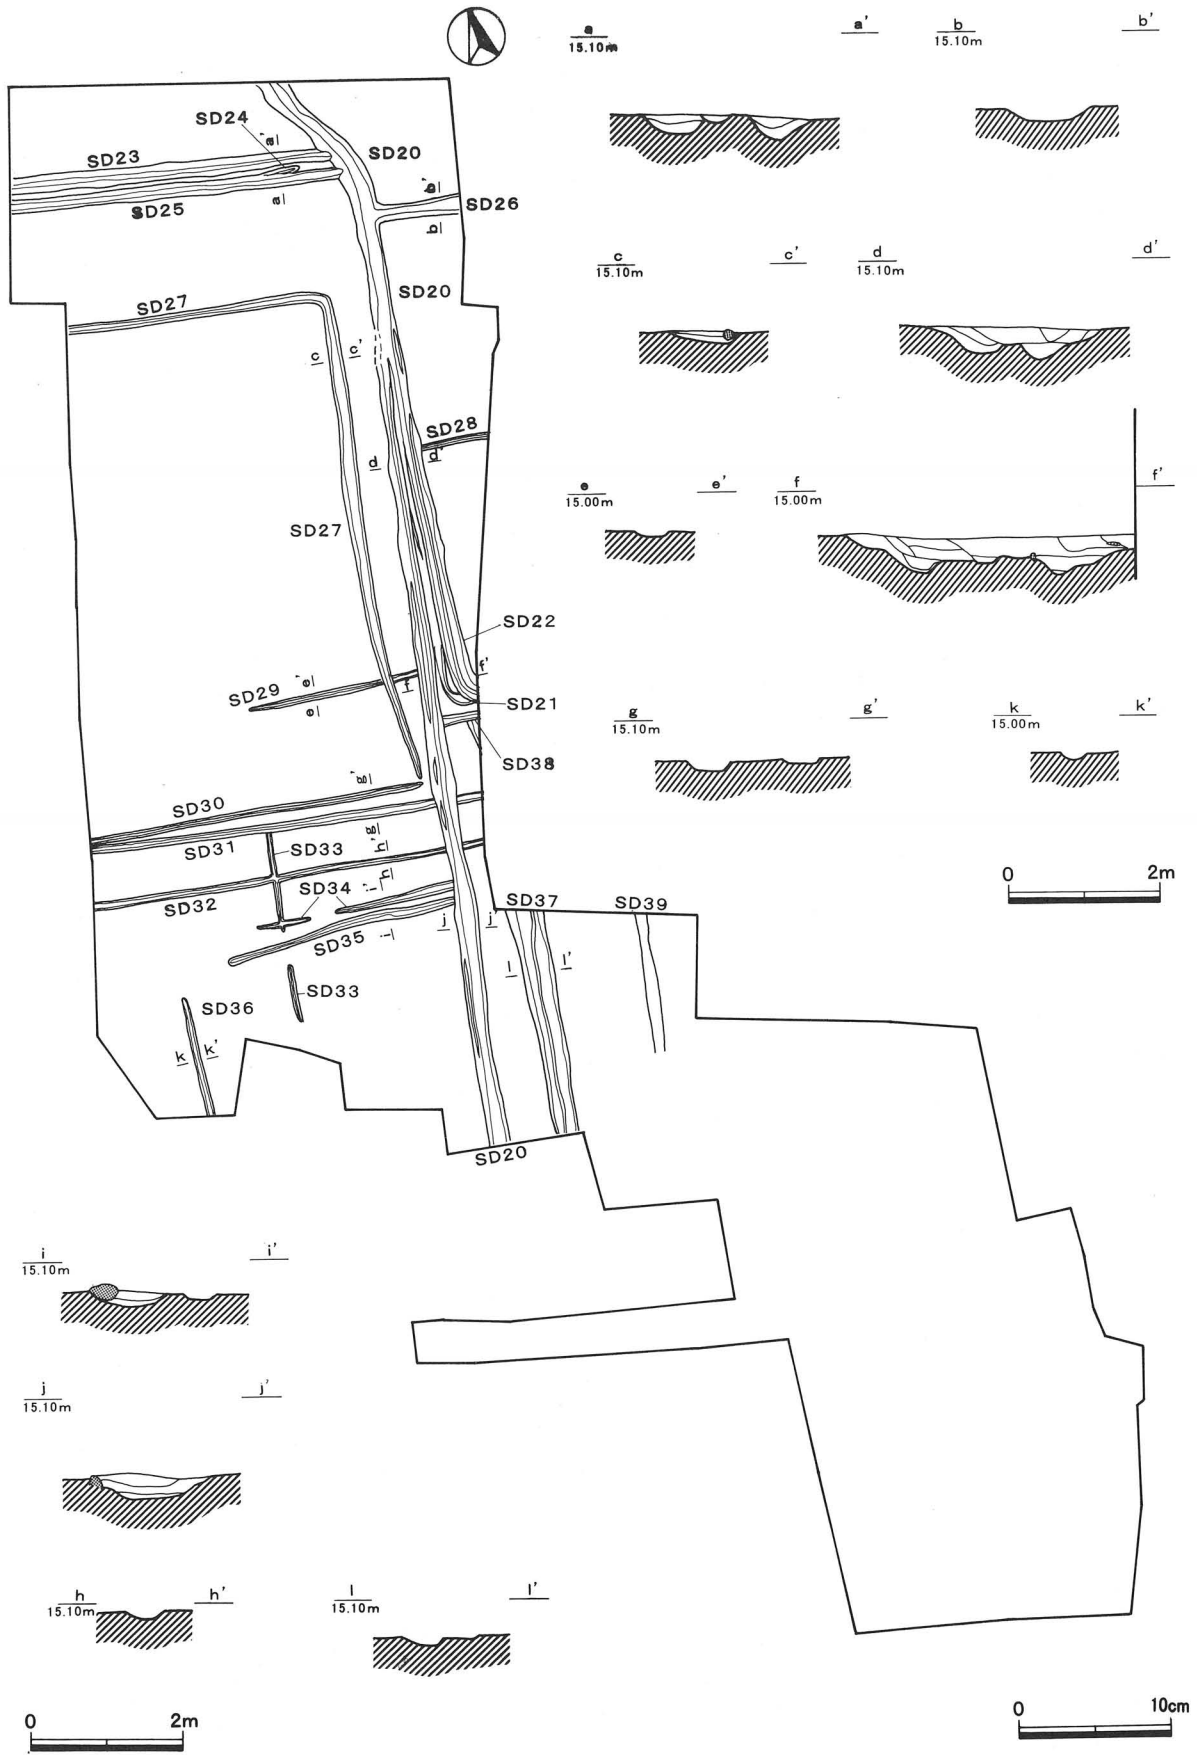 a a' b b'
15.10m 15.10m
SD24
a'
SD23
SD20
b'
SD26
SD25
a
b
c c' d d'
15.10m 15.10m
SD27
SD20
c c'
SD28
d d'
e e' f f'
15.00m 15.00m
SD27
SD22
f'
SD29 e' f
e
SD21
g g' k k'
15.10m 15.00m
SD38
g'
SD30
SD31 SD33 g
h'
0 2m
h
SD34 i'
SD32
SD37 SD39
j j'
SD35 i
l l'
SD33
SD36
k k'
SD20
i i'
15.10m
j j'
15.10m
h h' l l'
15.10m 15.10m
0 2m
0 10cm